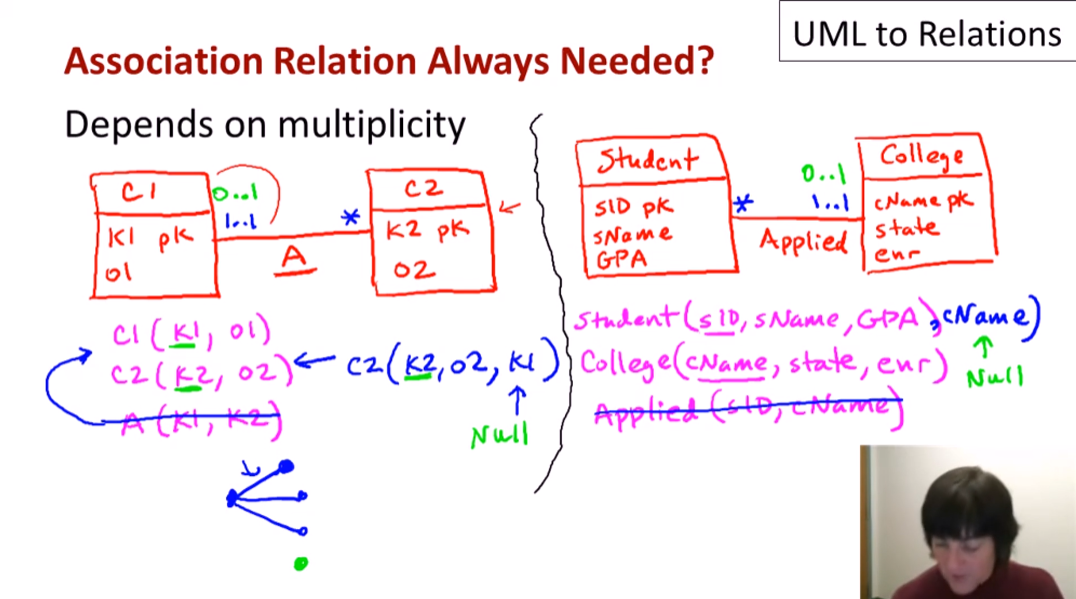 UML to Relations
Association Relation Always Needed?
Depends on multiplicity
C1
K1 pk
O1
0..1
1..1
*
A
C2
K2 pk
O2
C1 (K1, O1)
C2 (K2, O2)
A (K1, K2)
C2 (K2, O2, K1)
Null
Student
sID pk
sName
GPA
*
0..1
1..1
Applied
College
cName pk
state
enr
Student (sID, sName, GPA), cName)
College (cName, state, enr)
Null
Applied (sID, cName)